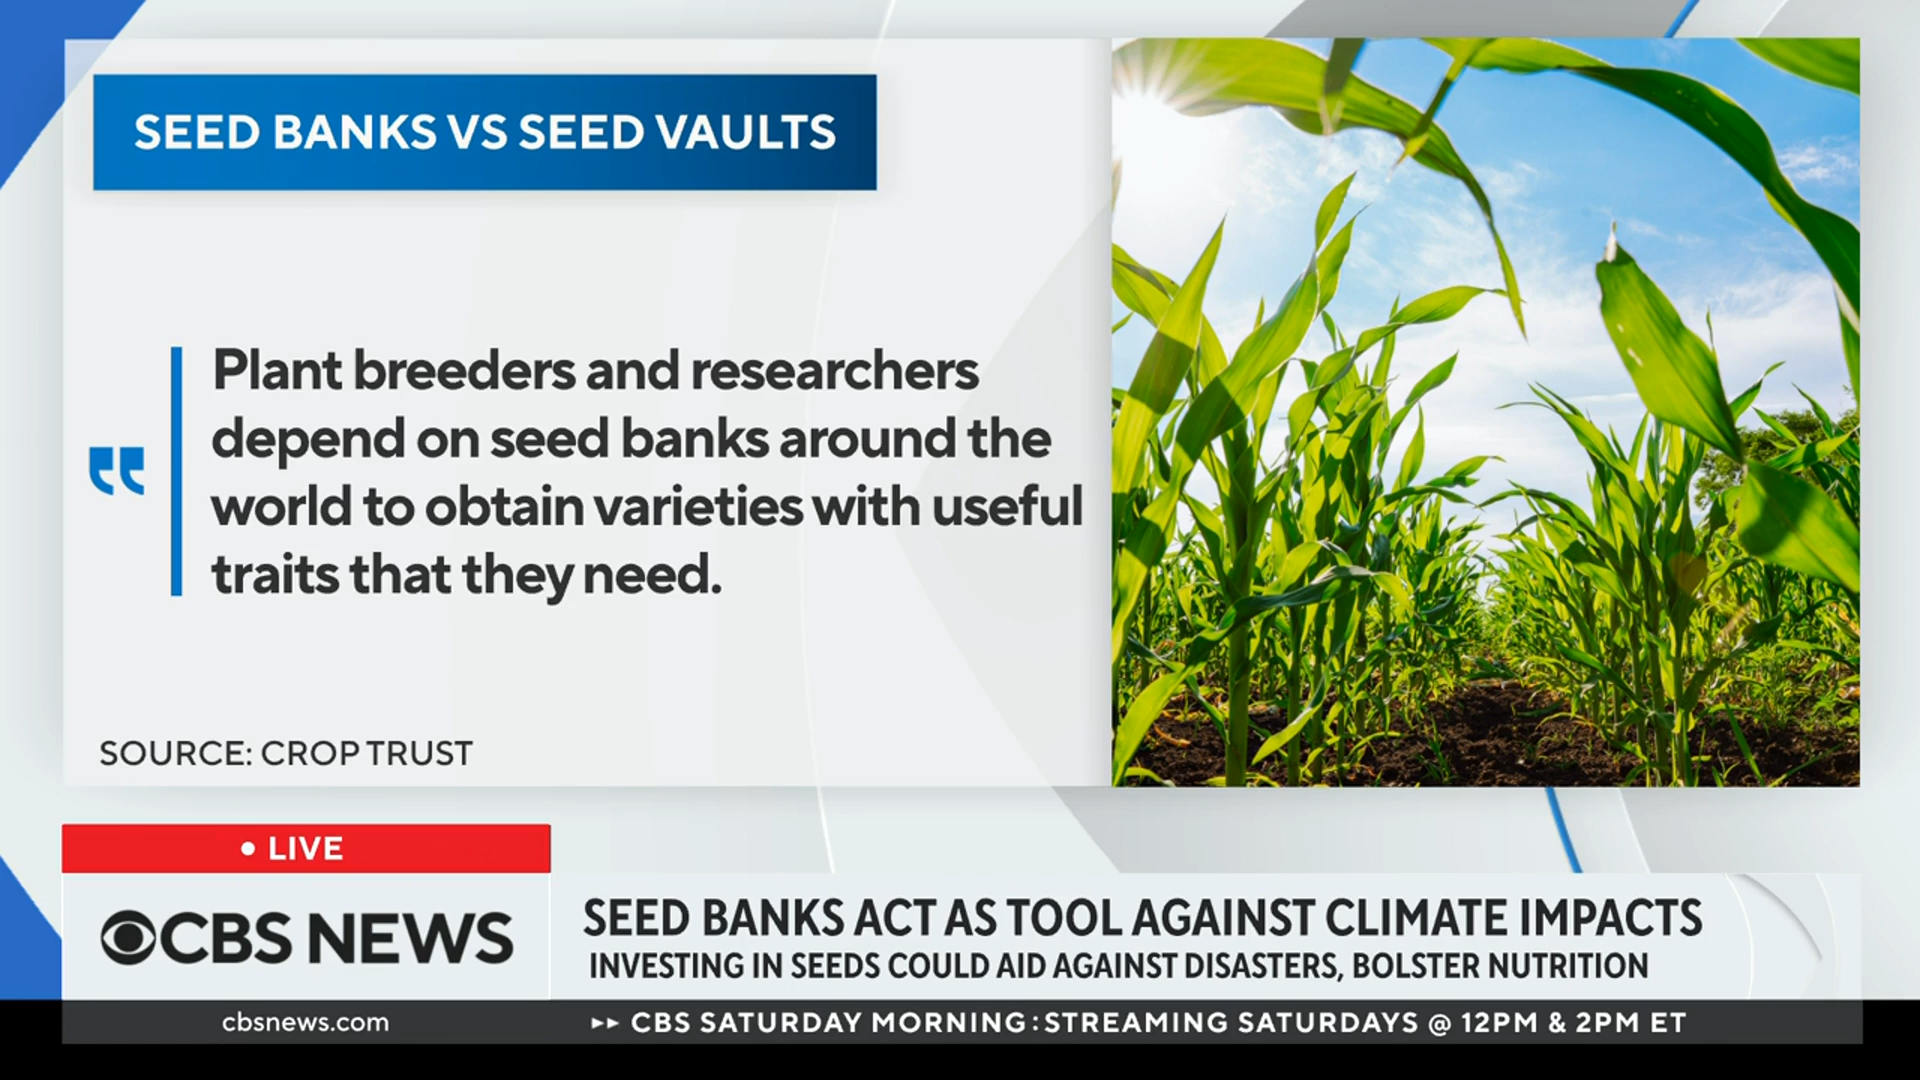 SEED BANKS VS SEED VAULTS
Plant breeders and researchers
depend on seed banks around the
world to obtain varieties with useful
traits that they need.
SOURCE: CROP TRUST
LIVE
CBS NEWS
SEED BANKS ACT AS TOOL AGAINST CLIMATE IMPACTS
INVESTING IN SEEDS COULD AID AGAINST DISASTERS, BOLSTER NUTRITION
cbsnews.com
CBS SATURDAY MORNING: STREAMING SATURDAYS @ 12PM & 2PM ET